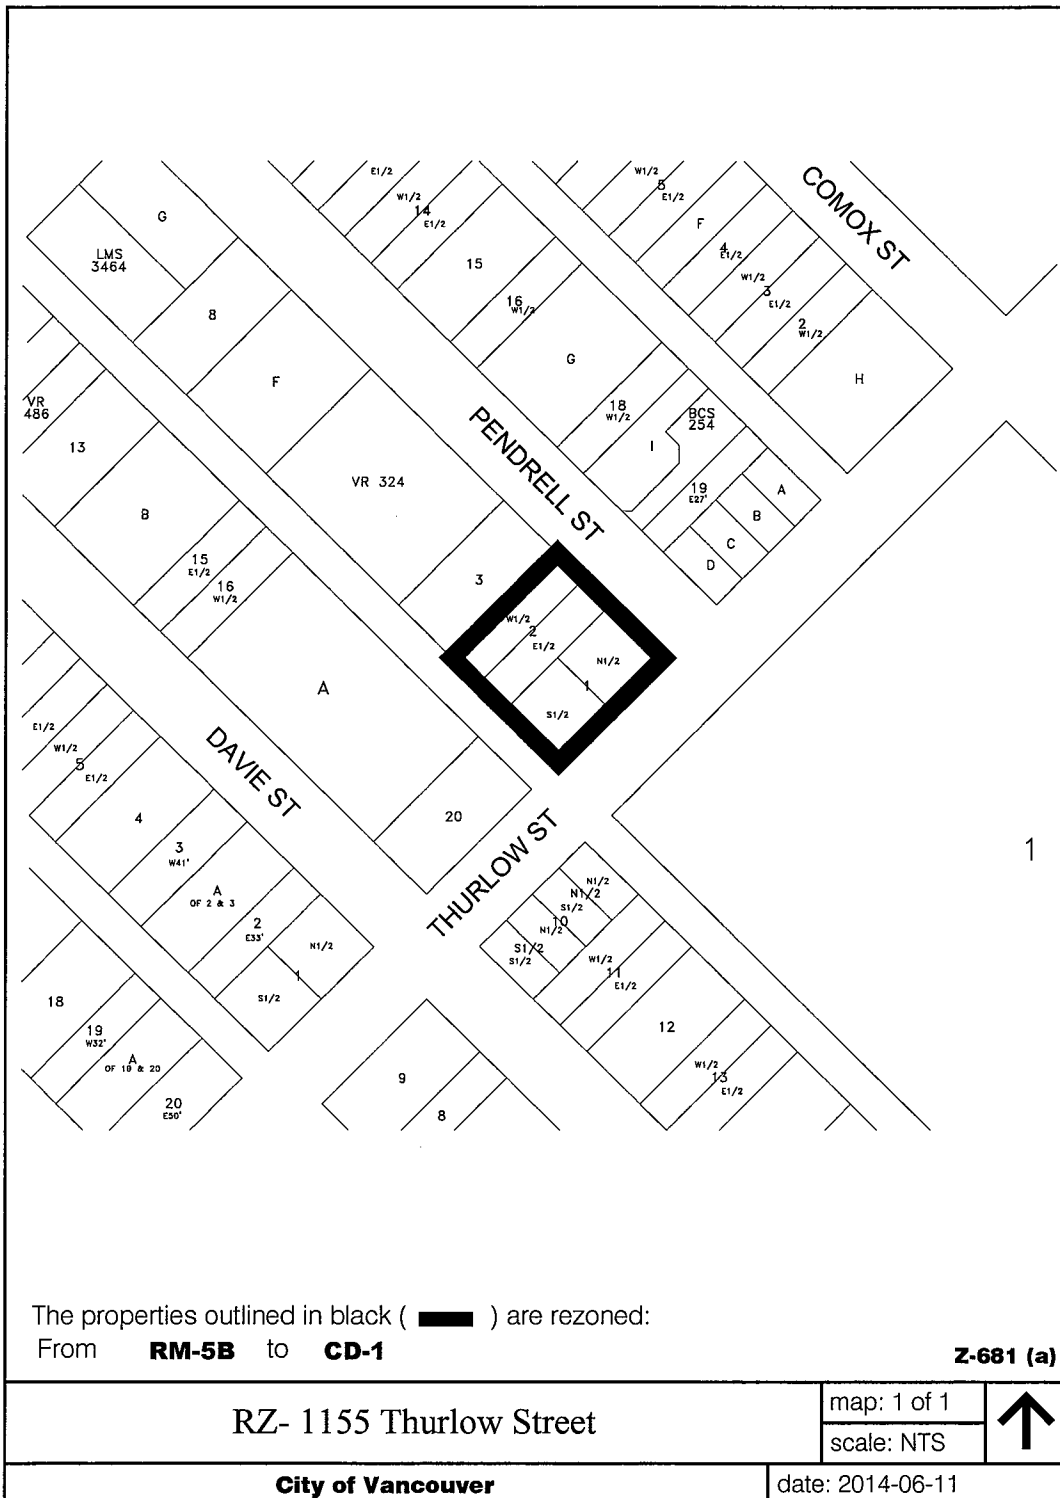 COMOX ST
W1/2
5
E1/2
F
4
E1/2
W1/2
3
E1/2
2
W1/2
H
E1/2
W1/2
14
E1/2
15
16
W1/2
G
18
W1/2
I
BCS
254
19
E27'
A
B
C
D
G
LMS
3464
8
F
VR 324
3
PENDRELL ST
W1/2
2
E1/2
N1/2
1
S1/2
VR
486
13
B
15
E1/2
16
W1/2
A
20
DAVIE ST
THURLOW ST
E1/2
W1/2
5
E1/2
4
3
W41'
A
OF 2 & 3
2
E33'
N1/2
1
S1/2
N1/2
N1/2
S1/2
10
N1/2
S1/2
S1/2
W1/2
11
E1/2
12
W1/2
13
E1/2
1
18
19
W32'
A
OF 19 & 20
20
E50'
9
8
The properties outlined in black ( ) are rezoned:
From RM-5B to CD-1
Z-681 (a)
RZ- 1155 Thurlow Street
map: 1 of 1
scale: NTS
City of Vancouver
date: 2014-06-11